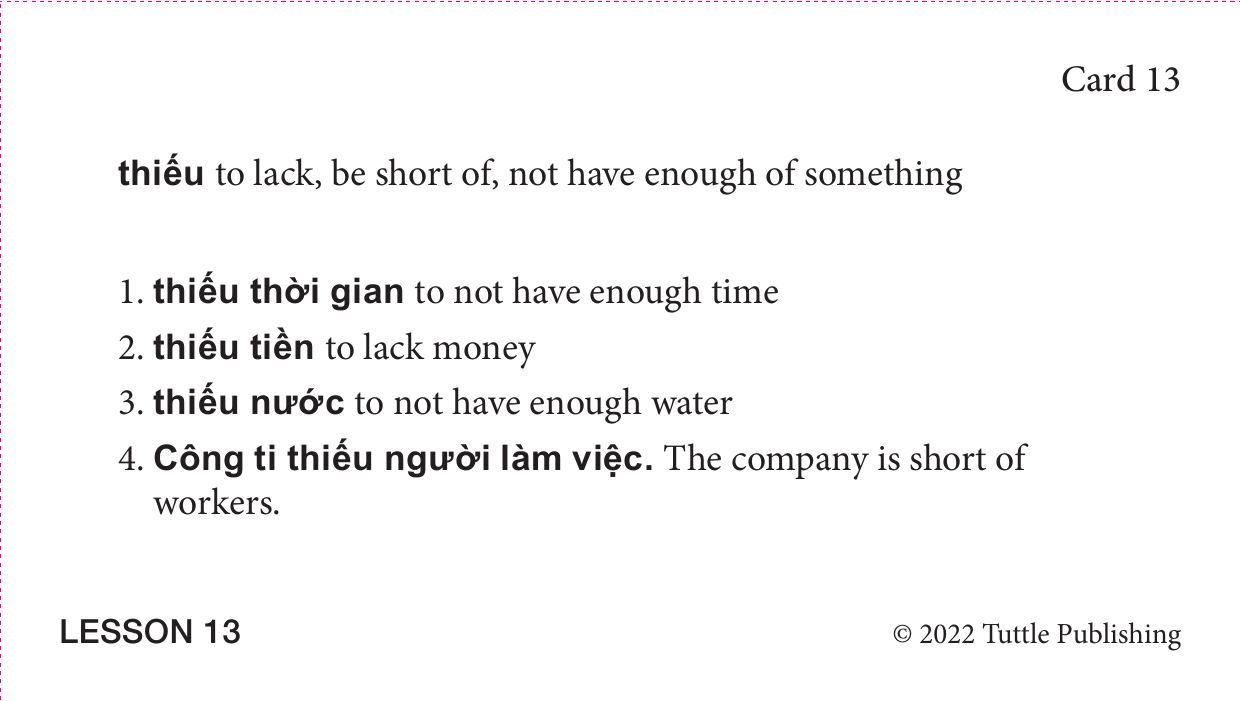 Card 13
thiếu to lack, be short of, not have enough of something
1. thiếu thời gian to not have enough time
2. thiếu tiền to lack money
3. thiếu nước to not have enough water
4. Công ti thiếu người làm việc. The company is short of
workers.
LESSON 13
© 2022 Tuttle Publishing